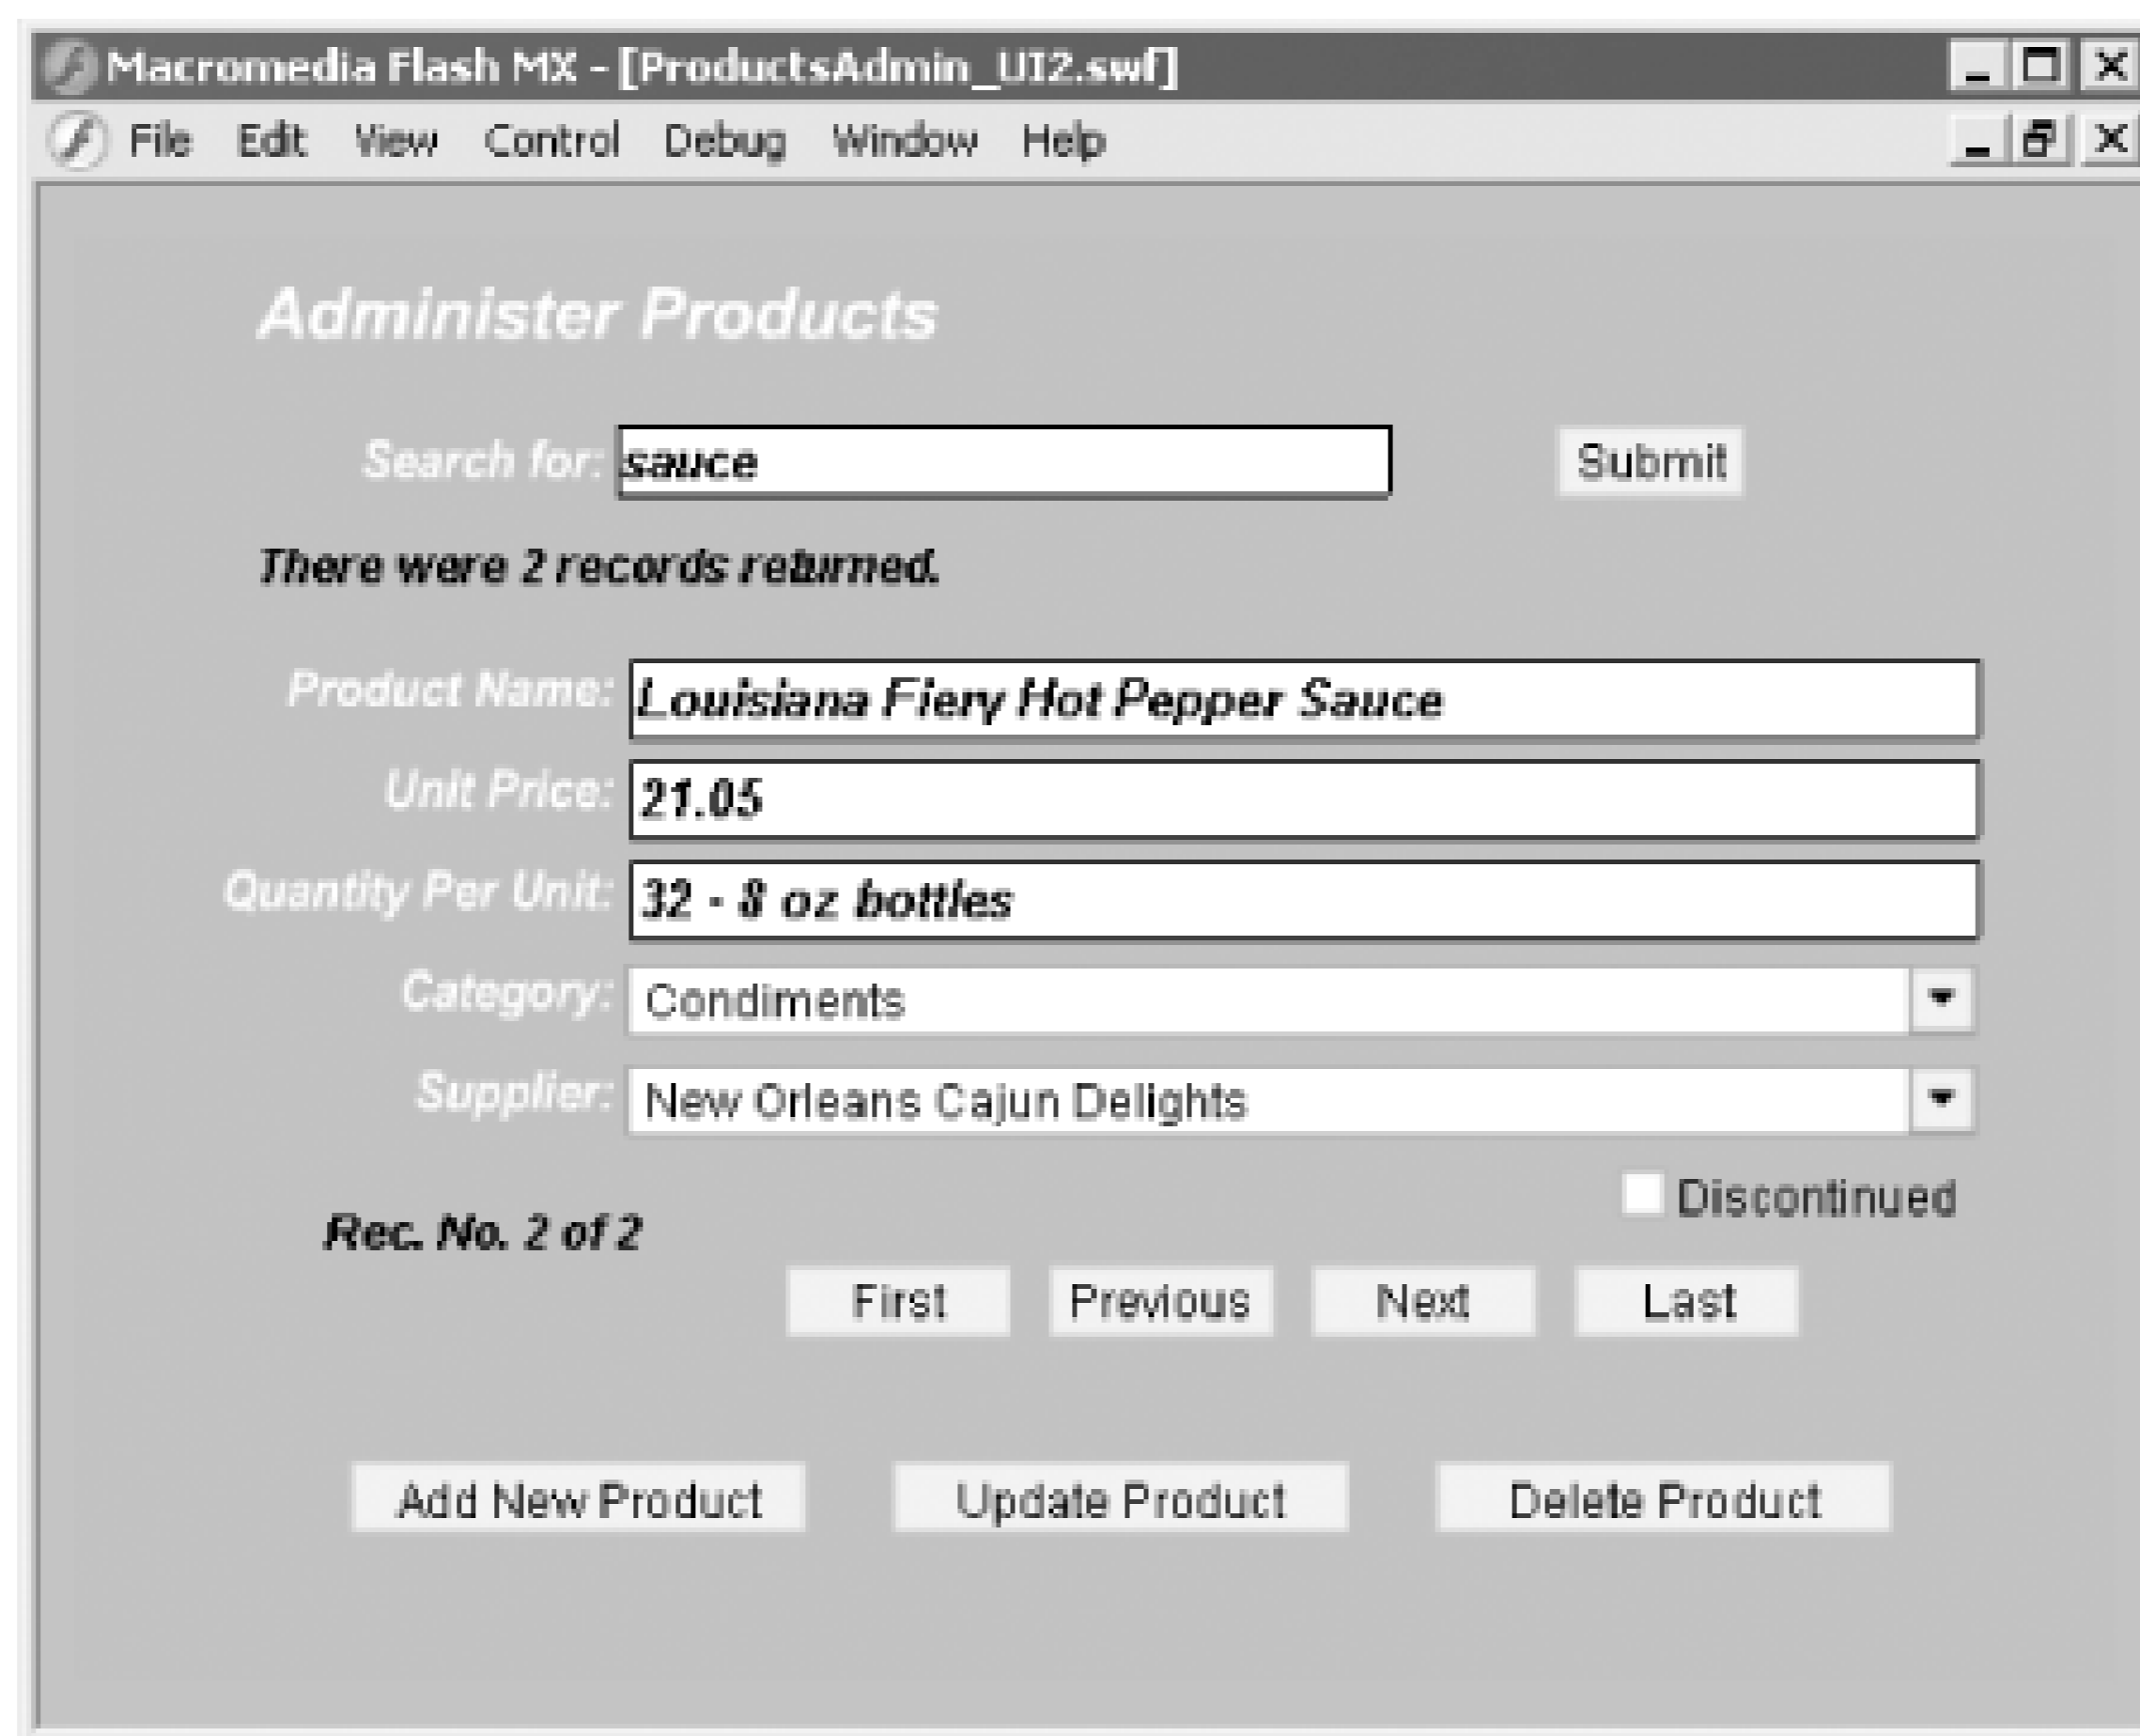 Macromedia Flash MX - [ProductsAdmin_UI2.swf]
File Edit View Control Debug Window Help
Administer Products
Search for: sauce Submit
There were 2 records returned.
Product Name: Louisiana Fiery Hot Pepper Sauce
Unit Price: 21.05
Quantity Per Unit: 32 - 8 oz bottles
Category: Condiments
Supplier: New Orleans Cajun Delights
Discontinued
Rec. No. 2 of 2
First Previous Next Last
Add New Product Update Product Delete Product